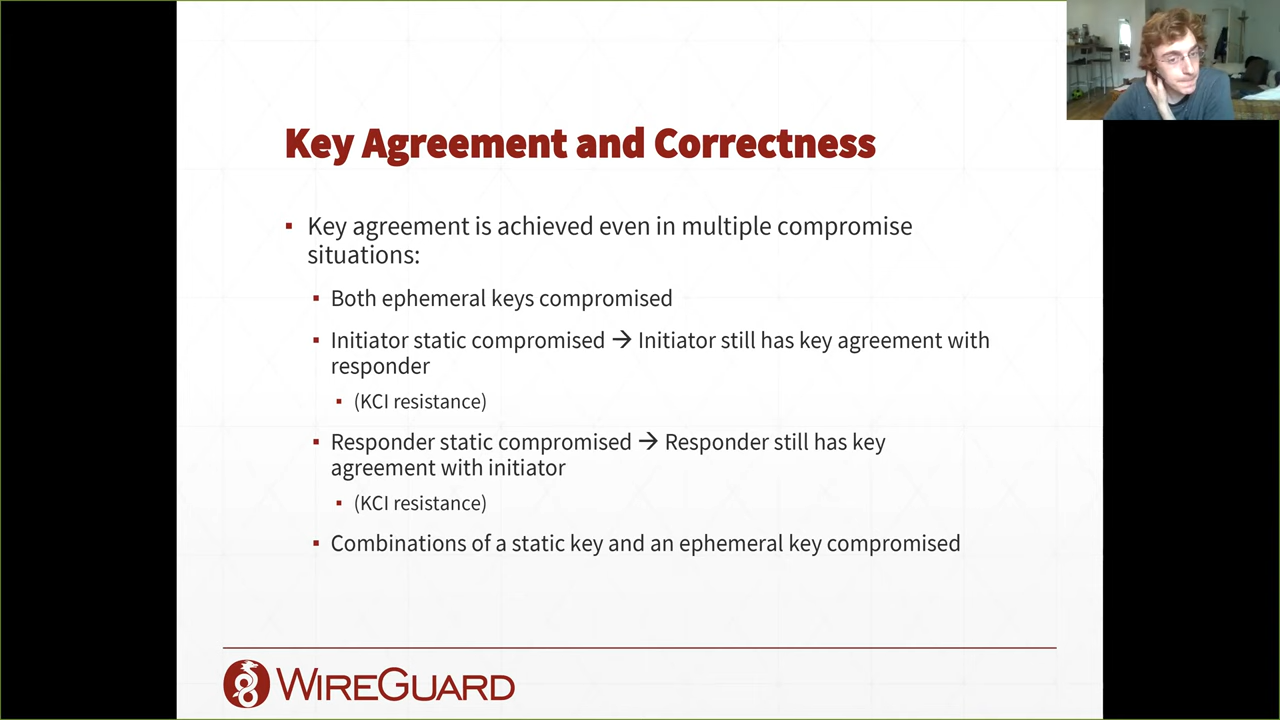 Key Agreement and Correctness
▪ Key agreement is achieved even in multiple compromise
situations:
▪ Both ephemeral keys compromised
▪ Initiator static compromised → Initiator still has key agreement with
responder
▪ (KCI resistance)
▪ Responder static compromised → Responder still has key
agreement with initiator
▪ (KCI resistance)
▪ Combinations of a static key and an ephemeral key compromised
WIREGUARD